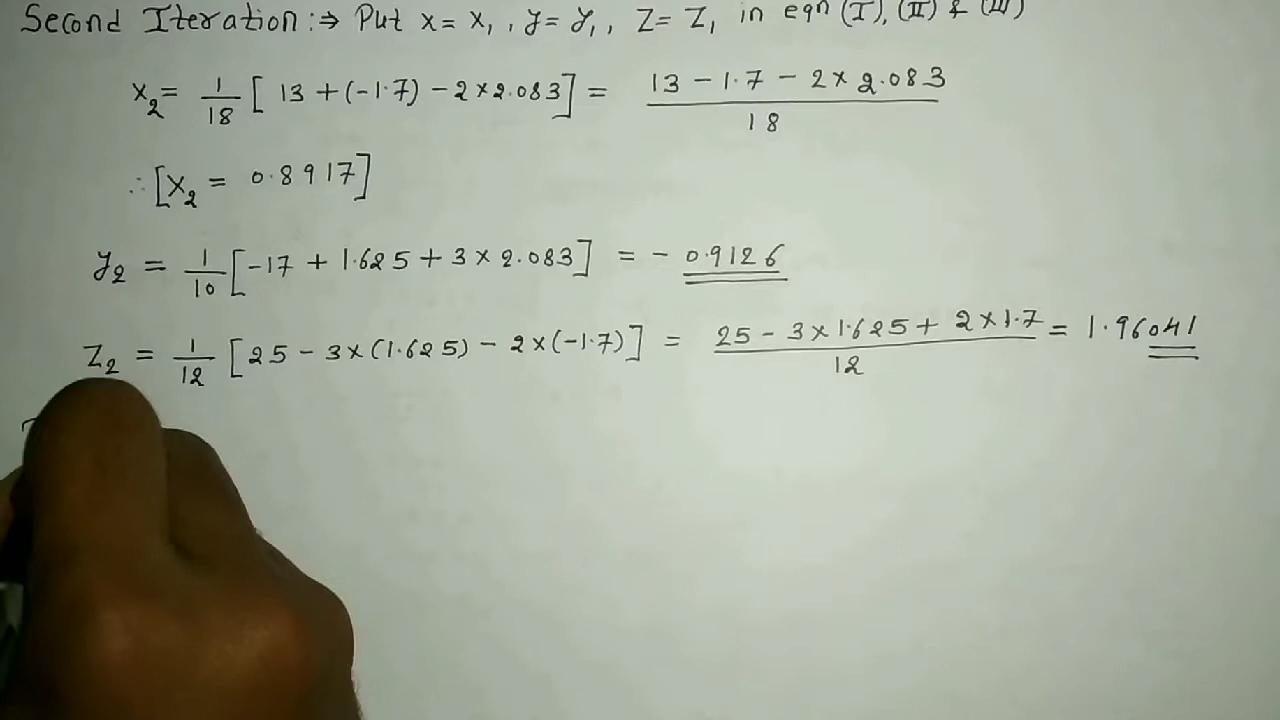 Second Iteration :⇒ Put x = x₁ , y = y₁ , z = z₁ in eqn (I), (II) & (III)
x₂ = 1/18 [ 13 + (-1.7) - 2 × 2.083 ] = (13 - 1.7 - 2 × 2.083)/18
∴ [ x₂ = 0.8917 ]
y₂ = 1/10 [ -17 + 1.625 + 3 × 2.083 ] = - 0.9126
z₂ = 1/12 [ 25 - 3 × (1.625) - 2 × (-1.7) ] = (25 - 3 × 1.625 + 2 × 1.7)/12 = 1.96041